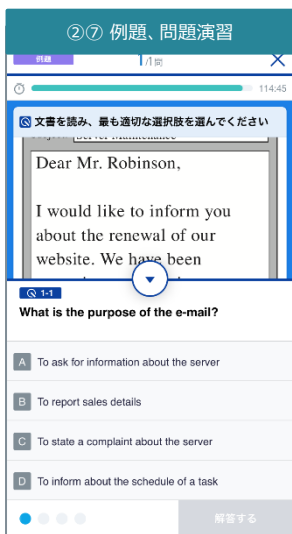 ②⑦ 例題、問題演習
例題
1/1問
114:45
Q 文書を読み、最も適切な選択肢を選んでください
Server Maintenance
Dear Mr. Robinson,
I would like to inform you
about the renewal of our
website. We have been
Q 1-1
What is the purpose of the e-mail?
A To ask for information about the server
B To report sales details
C To state a complaint about the server
D To inform about the schedule of a task
解答する